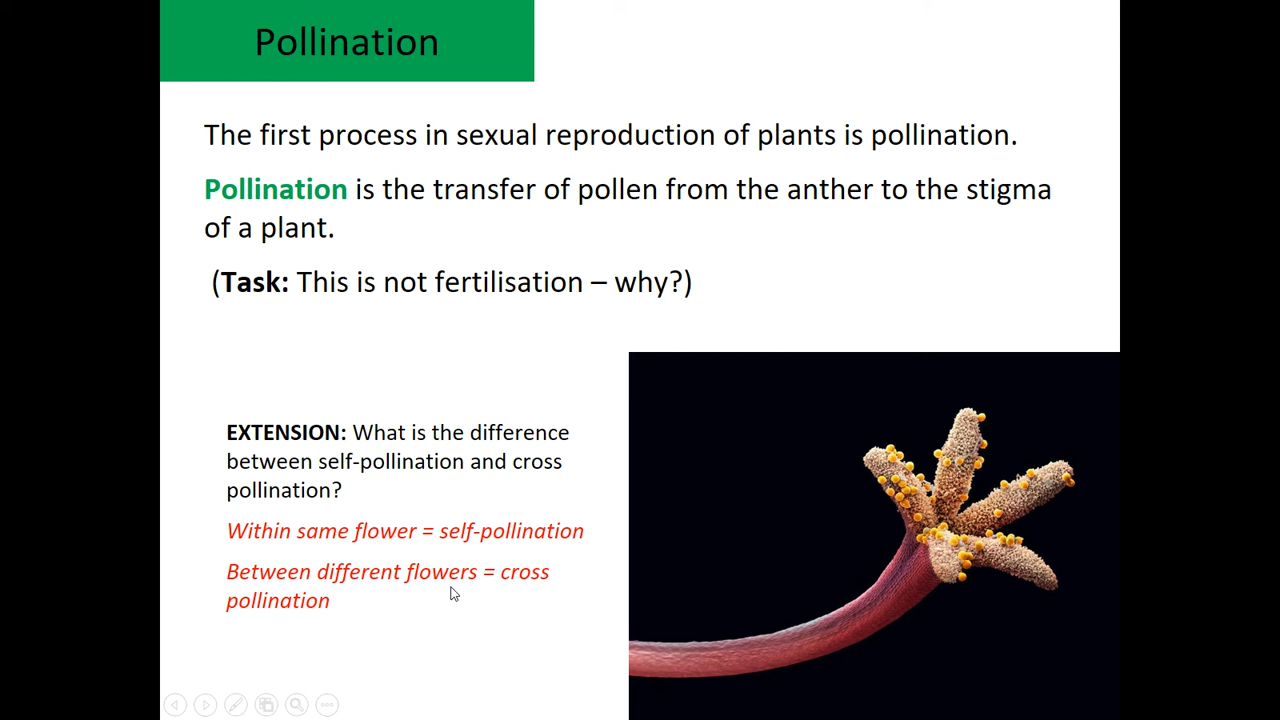 Pollination
The first process in sexual reproduction of plants is pollination.
Pollination is the transfer of pollen from the anther to the stigma
of a plant.
(Task: This is not fertilisation – why?)
EXTENSION: What is the difference
between self-pollination and cross
pollination?
Within same flower = self-pollination
Between different flowers = cross
pollination